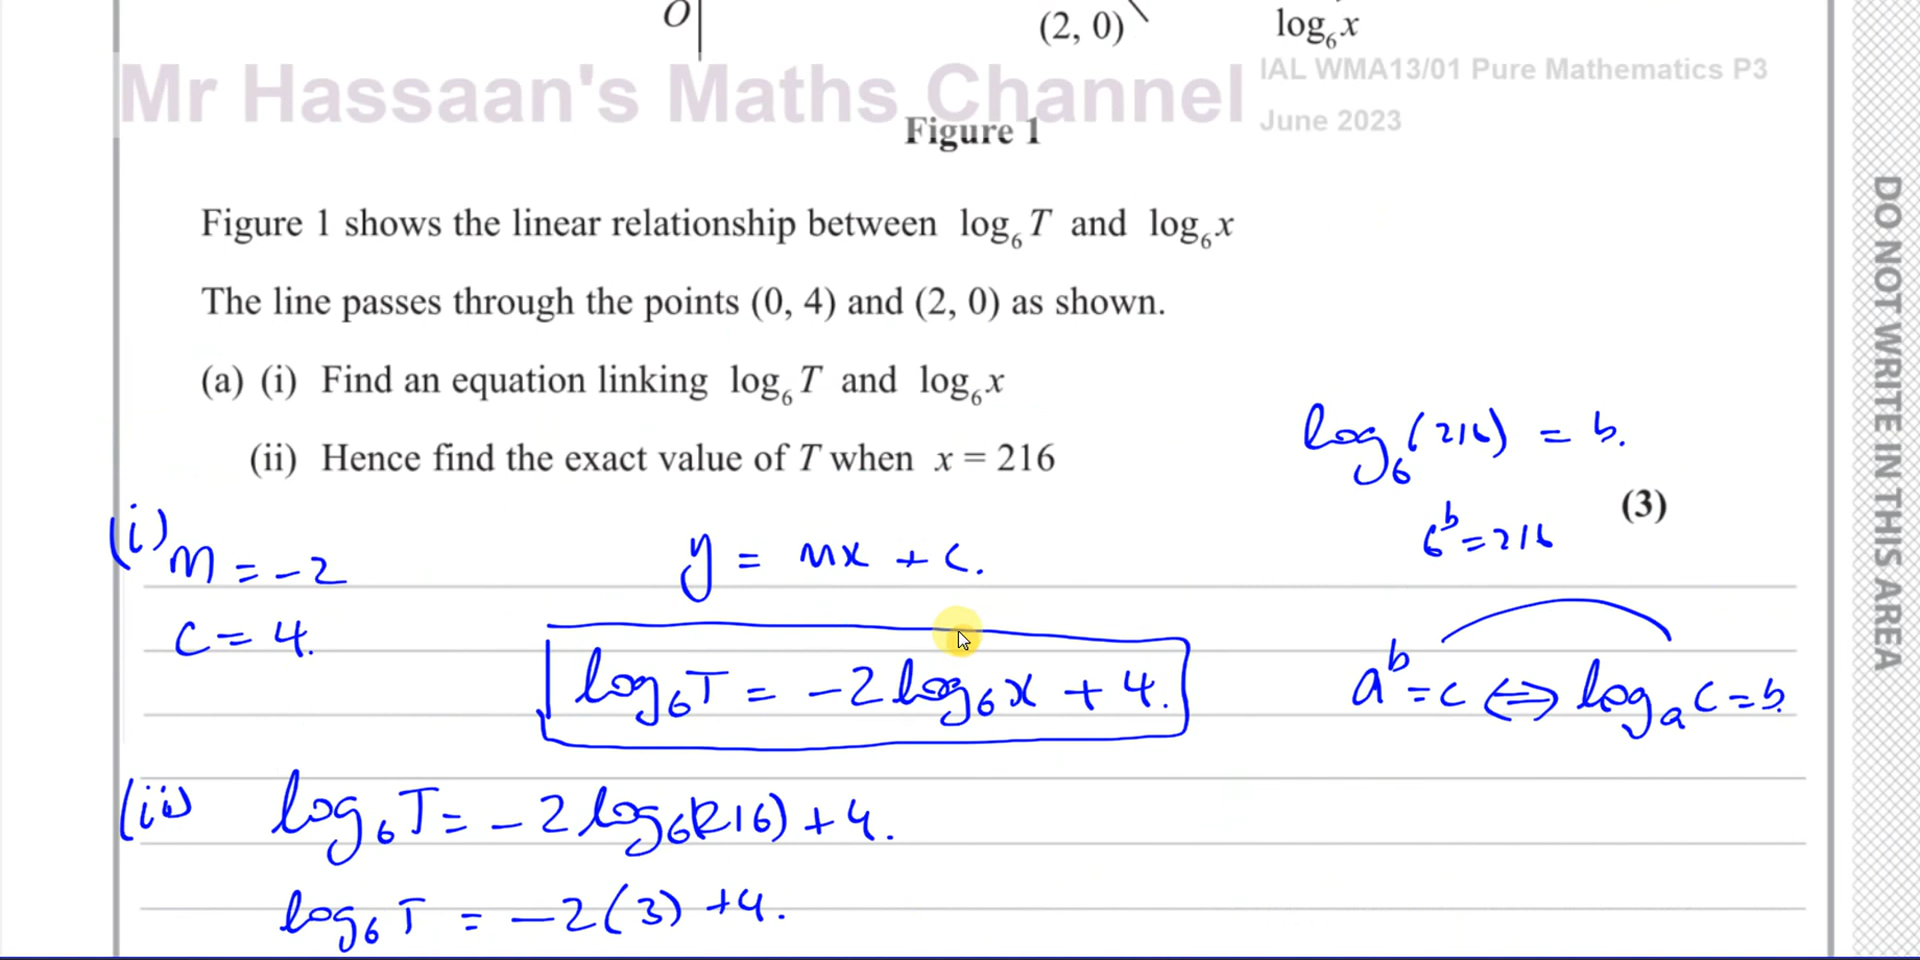 O
(2, 0)
log₆x
Mr Hassaan's Maths Channel
IAL WMA13/01 Pure Mathematics P3
June 2023
Figure 1
Figure 1 shows the linear relationship between log₆T and log₆x
The line passes through the points (0, 4) and (2, 0) as shown.
(a) (i) Find an equation linking log₆T and log₆x
(ii) Hence find the exact value of T when x = 216
log₆(216) = b.
(3)
6ᵇ = 216
(i) m = -2
y = mx + c.
c = 4.
log₆T = -2log₆x + 4.
aᵇ = c ⇔ logₐc = b.
(ii) log₆T = -2log₆(216) + 4.
log₆T = -2(3) + 4.
DO NOT WRITE IN THIS AREA